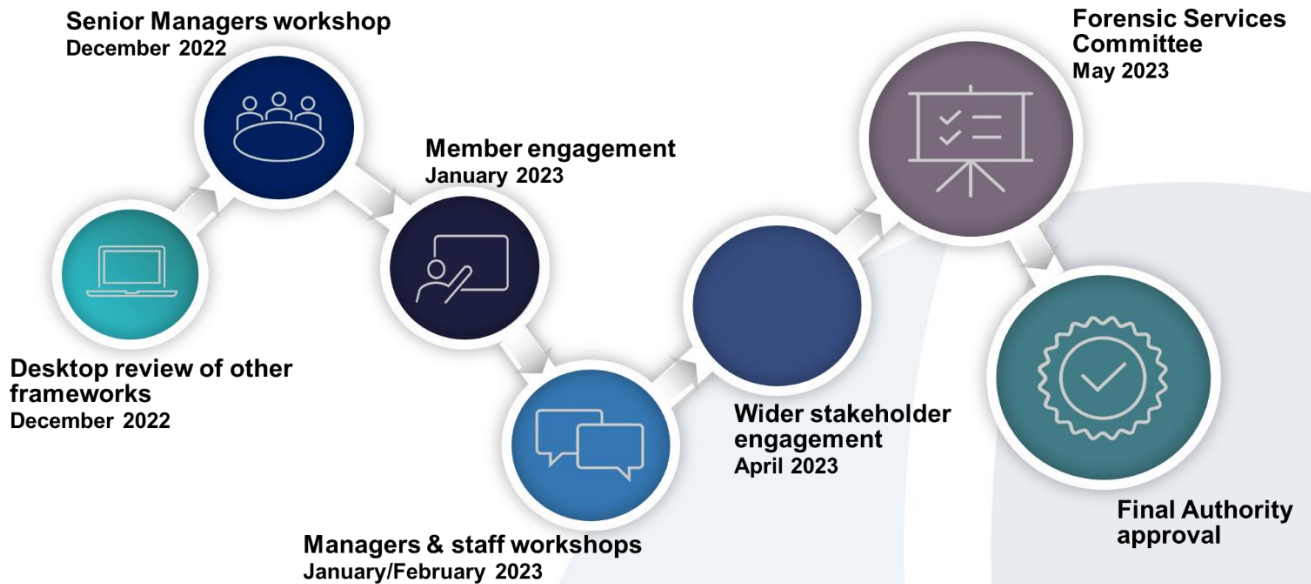 Desktop review of other
frameworks
December 2022
Senior Managers workshop
December 2022
Member engagement
January 2023
Managers & staff workshops
January/February 2023
Wider stakeholder
engagement
April 2023
Forensic Services
Committee
May 2023
Final Authority
approval